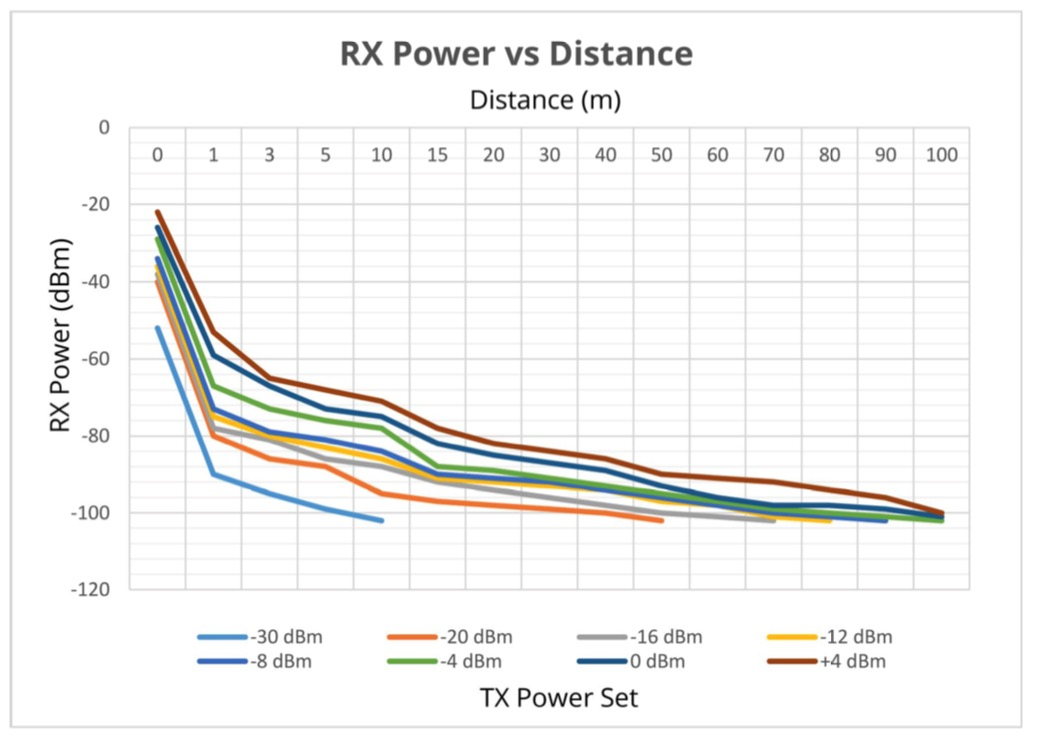 RX Power vs Distance
Distance (m)
0
0 1 3 5 10 15 20 30 40 50 60 70 80 90 100
-20
-40
-60
-80
-100
-120
RX Power (dBm)
-30 dBm -20 dBm -16 dBm -12 dBm
-8 dBm -4 dBm 0 dBm +4 dBm
TX Power Set